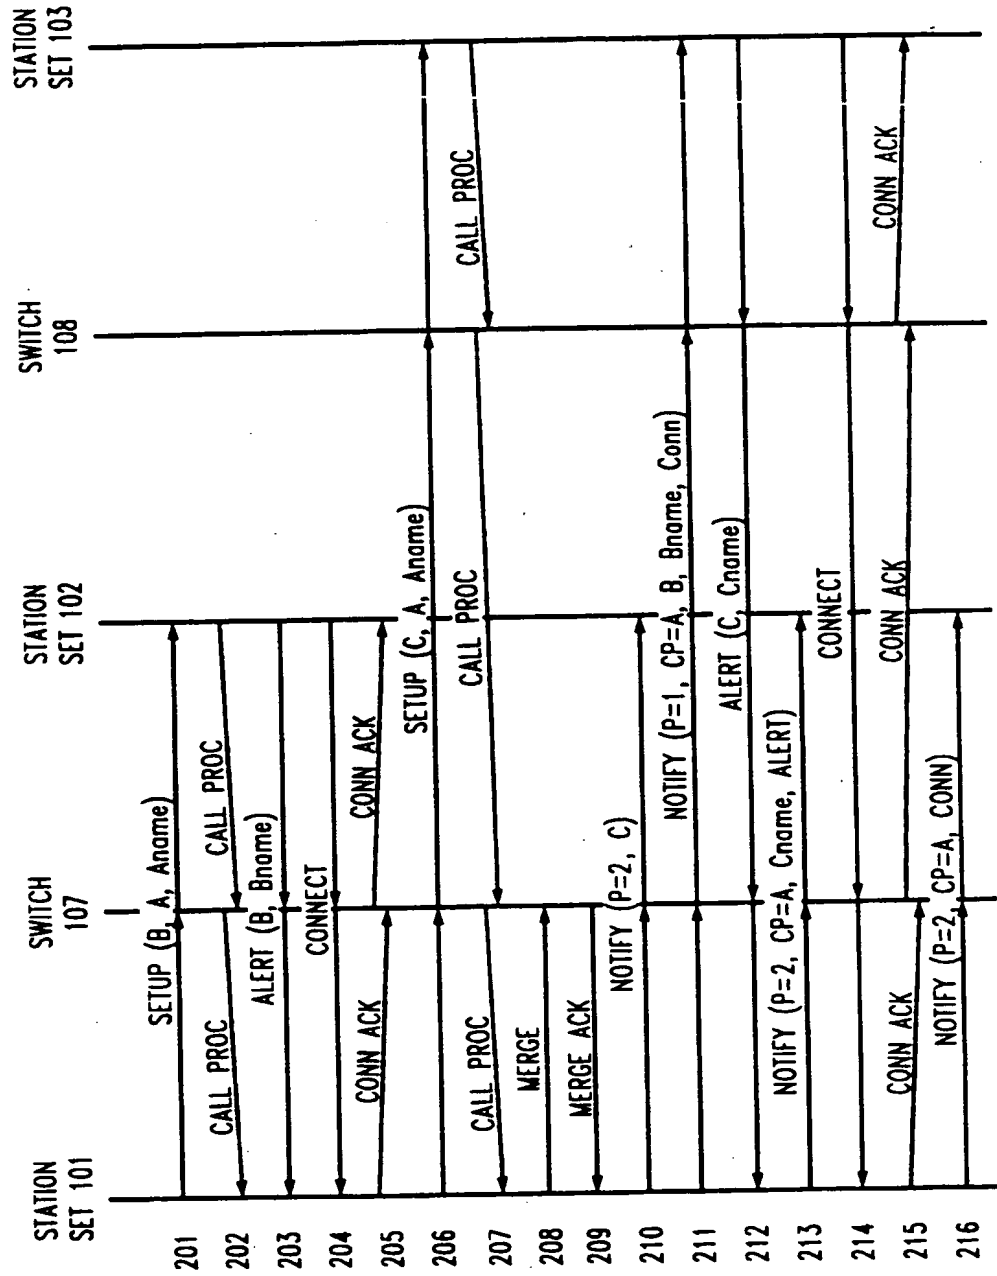 STATION
SET 101
SWITCH
107
STATION
SET 102
SWITCH
108
STATION
SET 103
201
SETUP (B, A, Aname)
202
CALL PROC
CALL PROC
203
ALERT (B, Bname)
204
CONNECT
205
CONN ACK
CONN ACK
206
SETUP (C, A, Aname)
207
CALL PROC
CALL PROC
CALL PROC
208
MERGE
209
MERGE ACK
210
NOTIFY (P=2, C)
211
NOTIFY (P=1, CP=A, B, Bname, Conn)
212
ALERT (C, Cname)
213
NOTIFY (P=2, CP=A, Cname, ALERT)
214
CONNECT
215
CONN ACK
CONN ACK
CONN ACK
216
NOTIFY (P=2, CP=A, CONN)